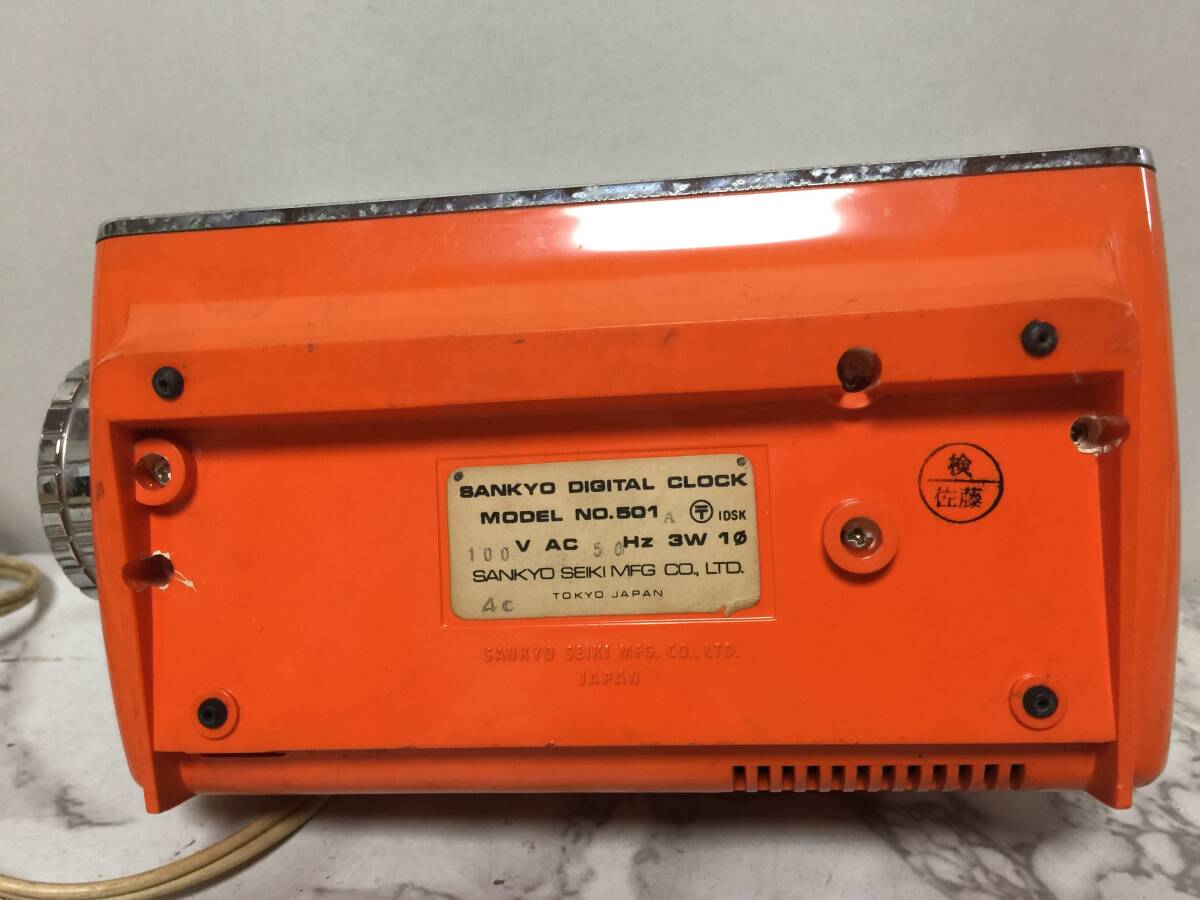 SANKYO DIGITAL CLOCK
MODEL NO.501 A 〒 IDSK
100 V AC 50 Hz 3W 1Ø
SANKYO SEIKI MFG CO., LTD.
4c TOKYO JAPAN
SANKYO SEIKI MFG. CO., LTD.
JAPAN
検
佐藤